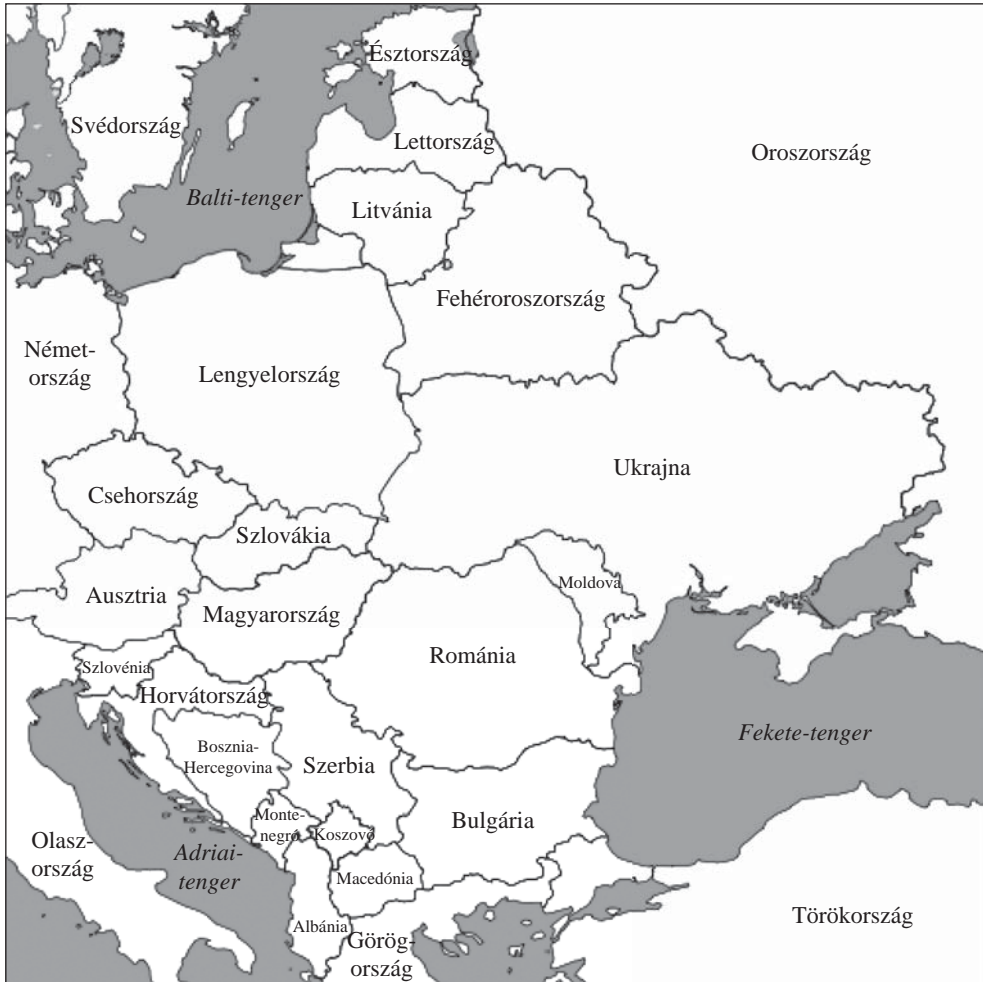 Észtország
Svédország
Lettország
Oroszország
Balti-tenger
Litvánia
Fehéroroszország
Német-
ország
Lengyelország
Ukrajna
Csehország
Szlovákia
Moldova
Ausztria
Magyarország
Románia
Szlovénia
Horvátország
Fekete-tenger
Bosznia-
Hercegovina
Szerbia
Monte-
negró
Koszovó
Bulgária
Olasz-
ország
Adriai-
tenger
Macedónia
Albánia
Törökország
Görög-
ország